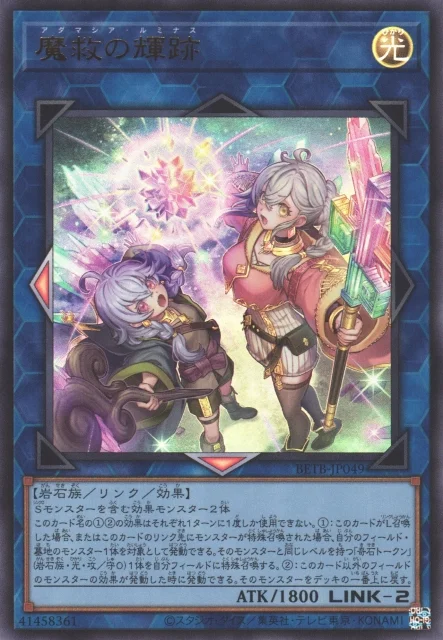 アダマシア・ルミナス
魔救の輝跡
光
BETB-JP049
【岩石族／リンク／効果】
Sモンスターを含む効果モンスター2体
このカード名の①②の効果はそれぞれ1ターンに1度しか使用できない。①：このカードがL召喚
した場合、またはこのカードのリンク先にモンスターが特殊召喚された場合、自分のフィールド・
墓地のモンスター1体を対象として発動できる。そのモンスターと同じレベルを持つ「奇石トークン」
（岩石族・光・攻／守0）1体を自分フィールドに特殊召喚する。②：このカード以外のフィールド
のモンスターの効果が発動した時に発動できる。そのモンスターをデッキの一番上に戻す。
ATK/1800 LINK-2
41458361
©スタジオ・ダイス／集英社・テレビ東京・KONAMI